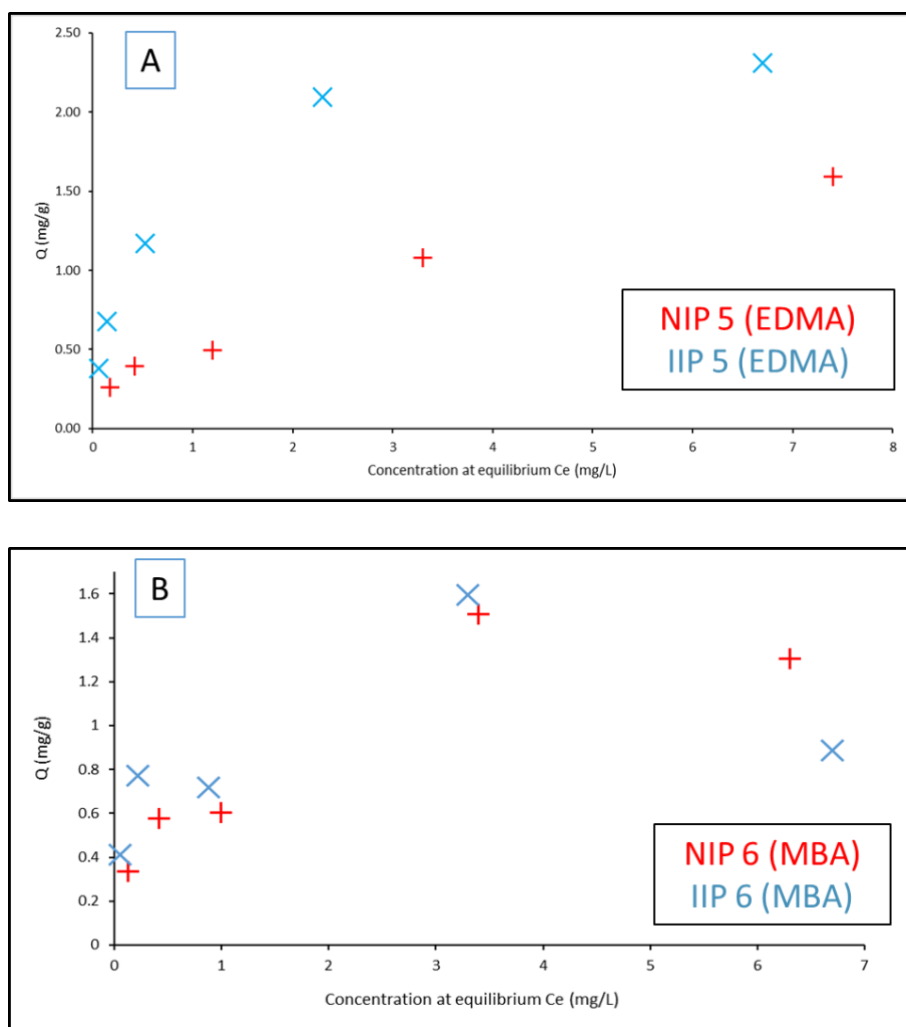 A
2.50
2.00
1.50
1.00
0.50
0.00
Q (mg/g)
0 1 2 3 4 5 6 7 8
Concentration at equilibrium Ce (mg/L)
NIP 5 (EDMA)
IIP 5 (EDMA)
B
1.6
1.4
1.2
1
0.8
0.6
0.4
0.2
0
Q (mg/g)
0 1 2 3 4 5 6 7
Concentration at equilibrium Ce (mg/L)
NIP 6 (MBA)
IIP 6 (MBA)